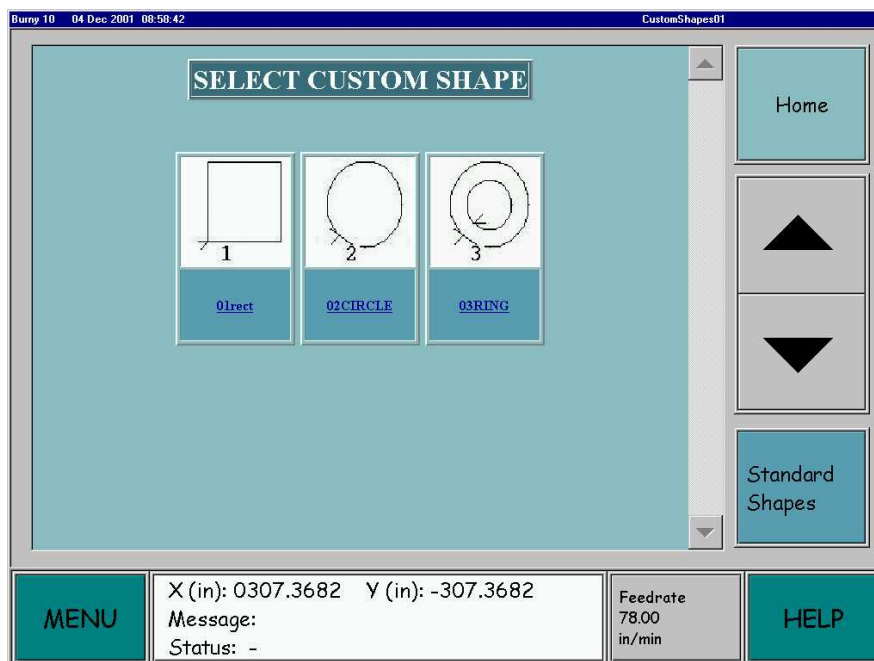 Burny 10 04 Dec 2001 08:58:42 CustomShapes01
SELECT CUSTOM SHAPE
Home
1 2 3
01rect 02CIRCLE 03RING
Standard
Shapes
MENU
X (in): 0307.3682 Y (in): -307.3682
Message:
Status: -
Feedrate
78.00
in/min
HELP